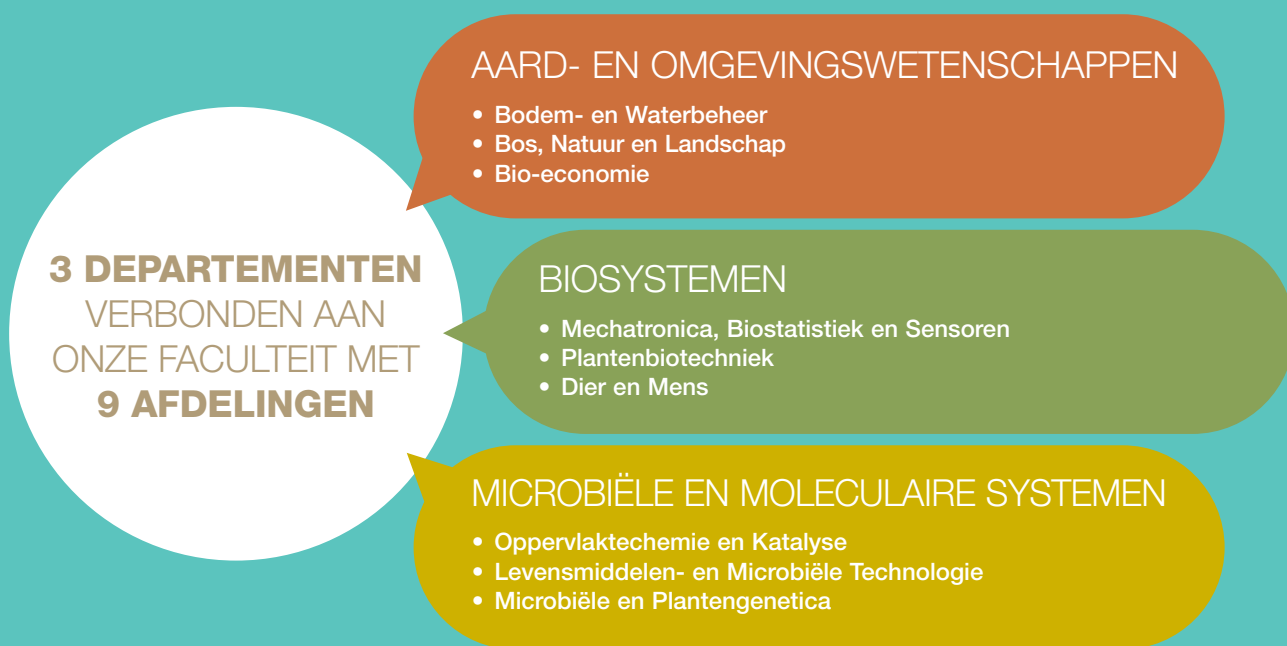 3 DEPARTEMENTEN
VERBONDEN AAN
ONZE FACULTEIT MET
9 AFDELINGEN
AARD- EN OMGEVINGSWETENSCHAPPEN
• Bodem- en Waterbeheer
• Bos, Natuur en Landschap
• Bio-economie
BIOSYSTEMEN
• Mechatronica, Biostatistiek en Sensoren
• Plantenbiotechniek
• Dier en Mens
MICROBIËLE EN MOLECULAIRE SYSTEMEN
• Oppervlaktechemie en Katalyse
• Levensmiddelen- en Microbiële Technologie
• Microbiële en Plantengenetica